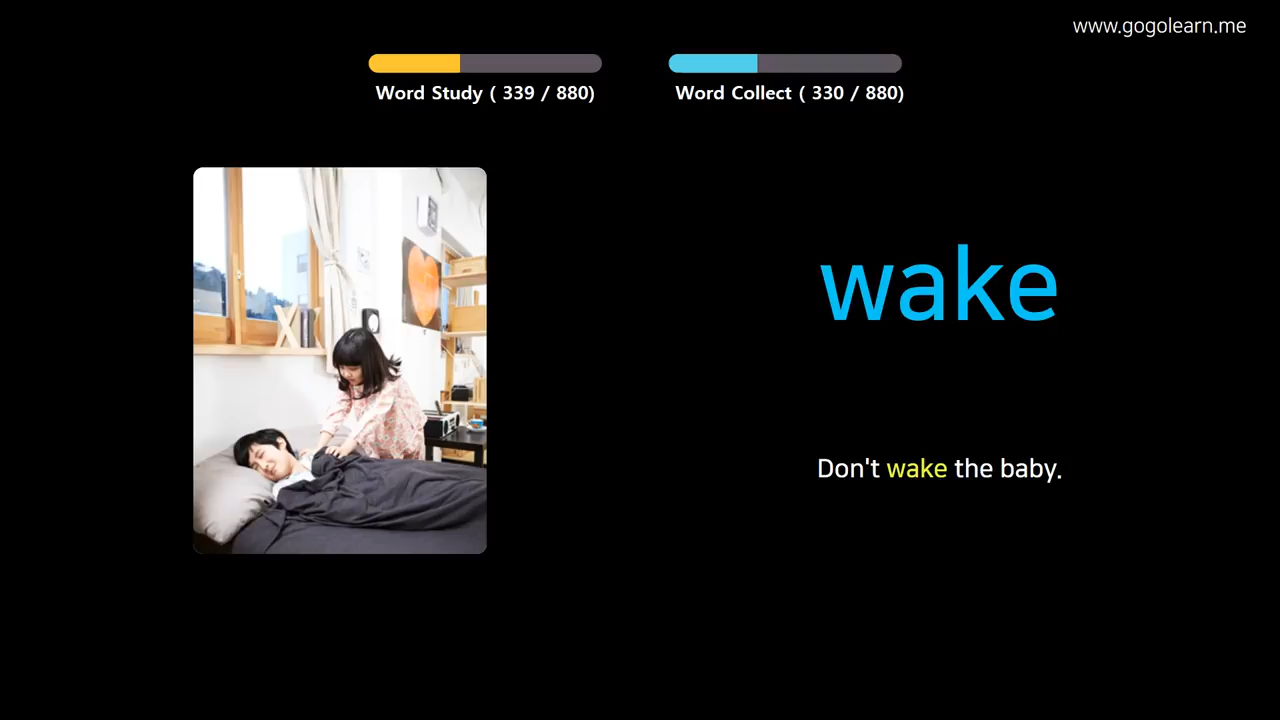 www.gogolearn.me
Word Study ( 339 / 880)
Word Collect ( 330 / 880)
wake
Don't wake the baby.